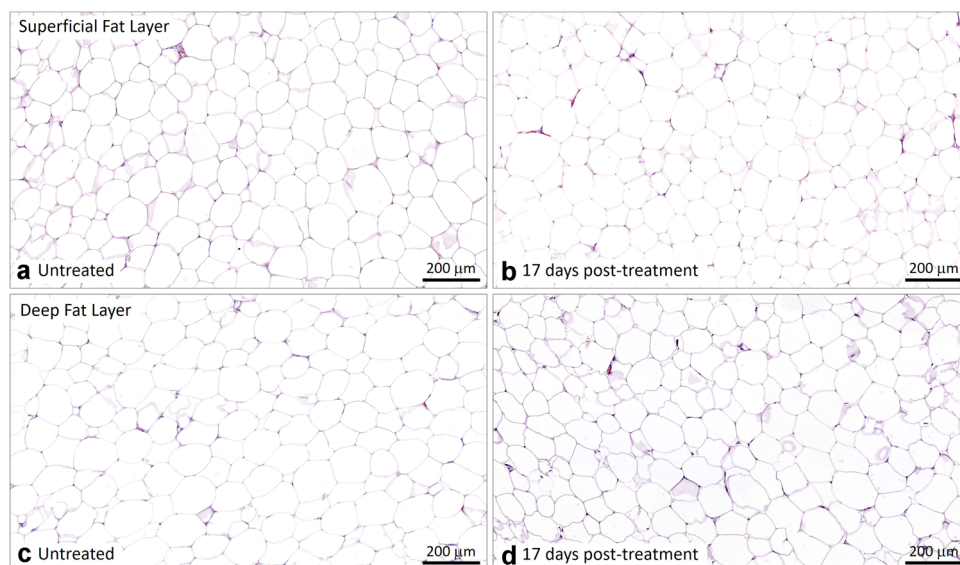 Superficial Fat Layer
a Untreated
200 µm
b 17 days post-treatment
200 µm
Deep Fat Layer
c Untreated
200 µm
d 17 days post-treatment
200 µm